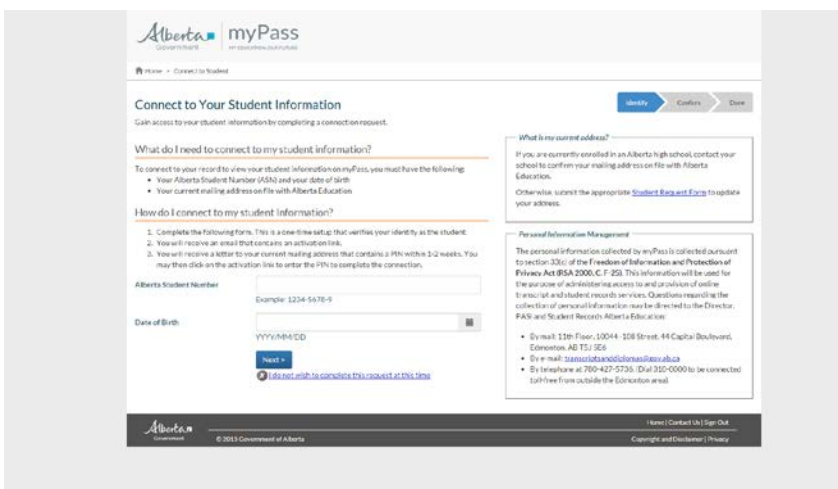 Alberta
Government
myPass
MY EDUCATION, OUR FUTURE
Home > Connect to Student
Connect to Your Student Information
Gain access to your student information by completing a connection request.
Identify
Confirm
Done
What do I need to connect to my student information?
To connect to your record to view your student information on myPass, you must have the following:
• Your Alberta Student Number (ASN) and your date of birth
• Your current mailing address on file with Alberta Education
How do I connect to my student Information?
1. Complete the following form. This is a one-time setup that verifies your identity as the student
2. You will receive an email that contains an activation link.
3. You will receive a letter to your current mailing address that contains a PIN within 1-2 weeks. You
may then click on the activation link to enter the PIN to complete the connection.
Alberta Student Number
Example: 1234-5678-9
Date of Birth
YYYY/MM/DD
Next >
I do not wish to complete this request at this time
What is my current address?
If you are currently enrolled in an Alberta high school, contact your
school to confirm your mailing address on file with Alberta
Education.
Otherwise, submit the appropriate Student Request Form to update
your address.
Personal Information Management
The personal information collected by myPass is collected pursuant
to section 33(c) of the Freedom of Information and Protection of
Privacy Act (RSA 2000, C. F-25). This information will be used for
the purpose of administering access to and provision of online
transcript and student records services. Questions regarding the
collection of personal information may be directed to the Director,
PASI and Student Records Alberta Education:
• By mail: 11th Floor, 10044 -108 Street, 44 Capital Boulevard,
Edmonton, AB T5J 5E6
• By e-mail: transcriptsanddiplomas@gov.ab.ca
• By telephone at 780-427-5736. (Dial 310-0000 to be connected
toll-free from outside the Edmonton area)
Alberta
Government
© 2015 Government of Alberta
Home | Contact Us | Sign Out
Copyright and Disclaimer | Privacy